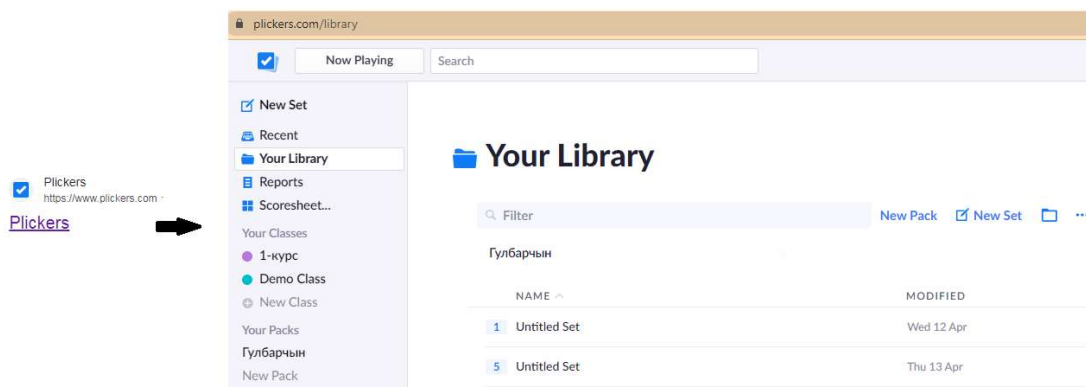 Plickers
https://www.plickers.com
Plickers
plickers.com/library
Now Playing
Search
New Set
Recent
Your Library
Reports
Scoresheet...
Your Classes
1-курс
Demo Class
New Class
Your Packs
Гулбарчын
New Pack
Your Library
Filter
New Pack
New Set
Гулбарчын
NAME
MODIFIED
1 Untitled Set Wed 12 Apr
5 Untitled Set Thu 13 Apr